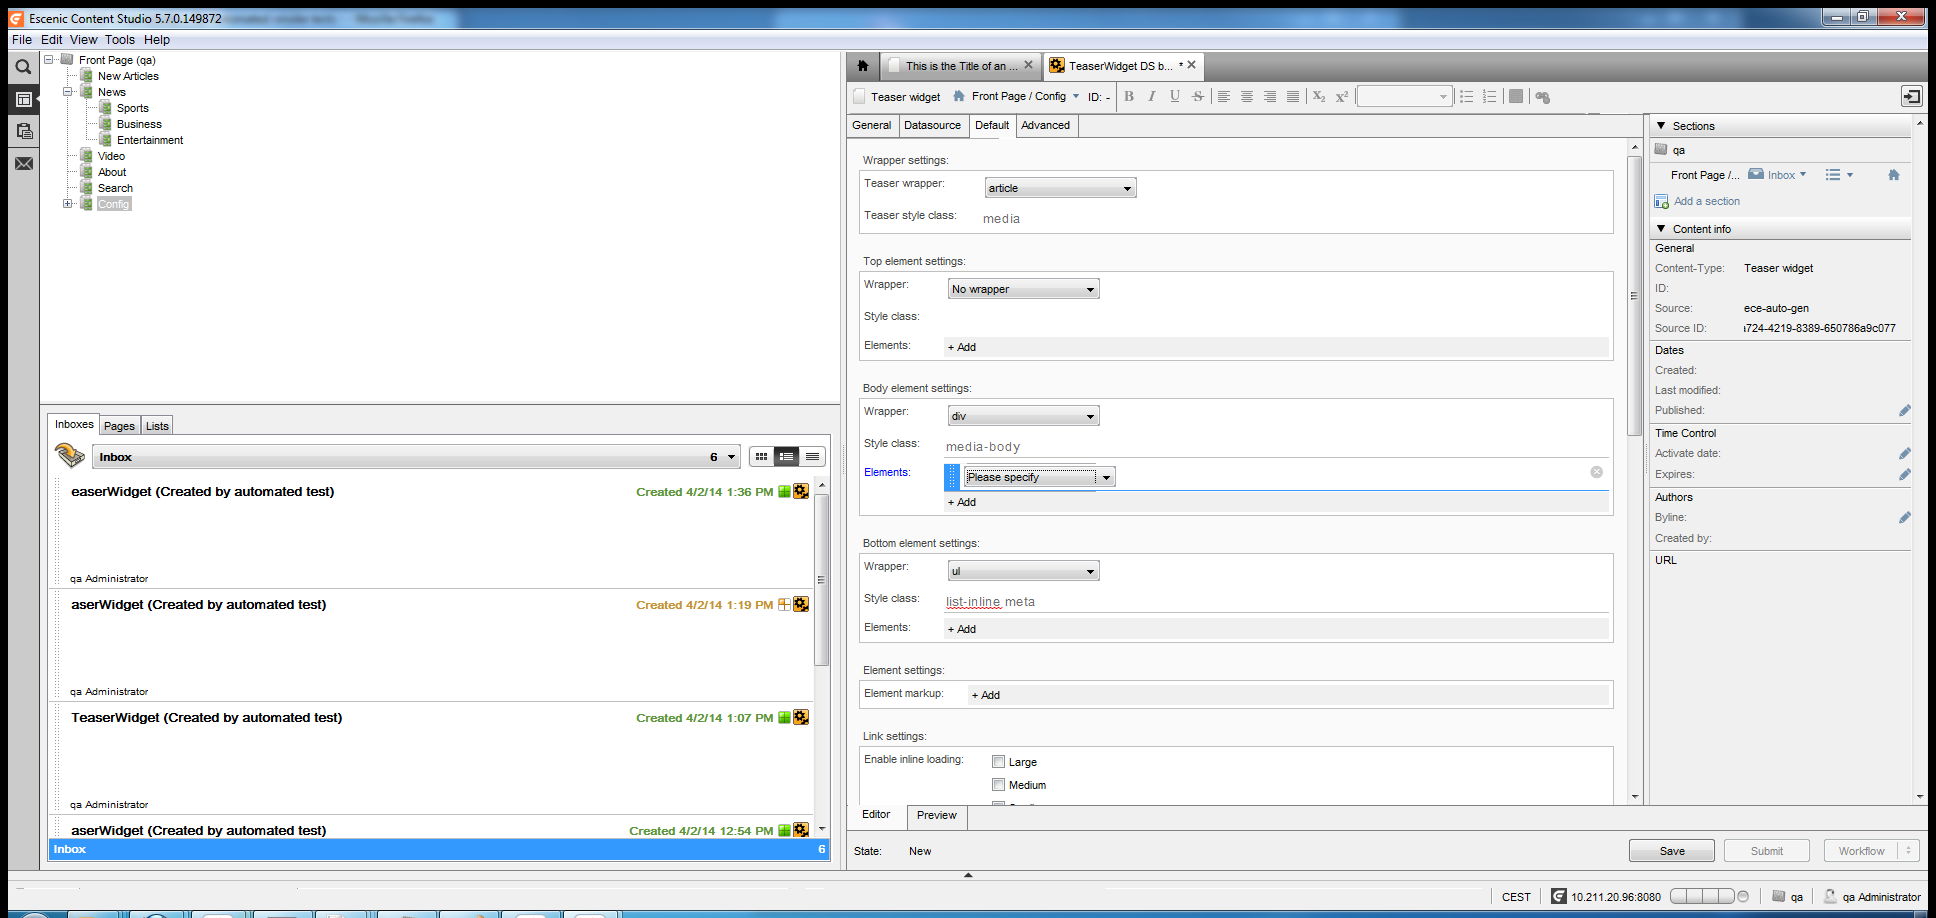 Escenic Content Studio 5.7.0.149872
File Edit View Tools Help
Front Page (qa)
New Articles
News
Sports
Business
Entertainment
Video
About
Search
Config
Inboxes Pages Lists
Inbox 6
easerWidget (Created by automated test) Created 4/2/14 1:36 PM
qa Administrator
aserWidget (Created by automated test) Created 4/2/14 1:19 PM
qa Administrator
TeaserWidget (Created by automated test) Created 4/2/14 1:07 PM
qa Administrator
aserWidget (Created by automated test) Created 4/2/14 12:54 PM
Inbox 6
This is the Title of an ... TeaserWidget DS b... *
Teaser widget Front Page / Config ID: - B I U S X2 X2
General Datasource Default Advanced
Wrapper settings:
Teaser wrapper: article
Teaser style class: media
Top element settings:
Wrapper: No wrapper
Style class:
Elements: + Add
Body element settings:
Wrapper: div
Style class: media-body
Elements: Please specify
+ Add
Bottom element settings:
Wrapper: ul
Style class: list-inline meta
Elements: + Add
Element settings:
Element markup: + Add
Link settings:
Enable inline loading: Large
Medium
Editor Preview
State: New
Save Submit Workflow
Sections
qa
Front Page /... Inbox
Add a section
Content info
General
Content-Type: Teaser widget
ID:
Source: ece-auto-gen
Source ID: a724-4219-8389-650786a9c077
Dates
Created:
Last modified:
Published:
Time Control
Activate date:
Expires:
Authors
Byline:
Created by:
URL
CEST 10.211.20.96:8080 qa qa Administrator